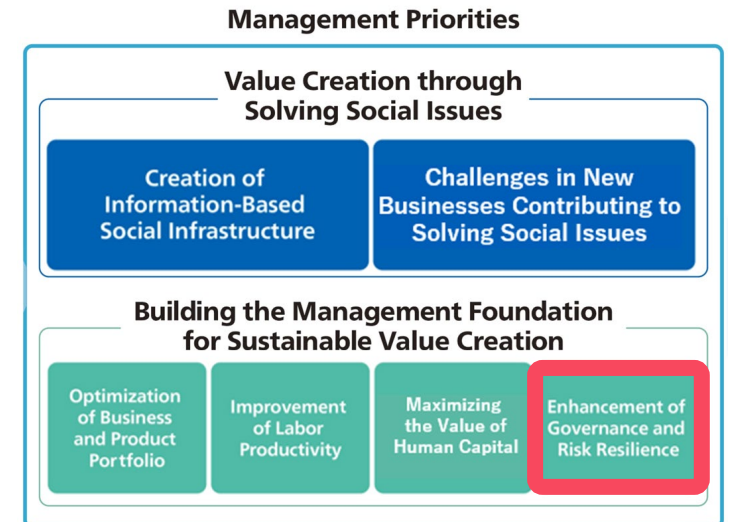 Management Priorities
Value Creation through
Solving Social Issues
Creation of
Information-Based
Social Infrastructure
Challenges in New
Businesses Contributing to
Solving Social Issues
Building the Management Foundation
for Sustainable Value Creation
Optimization
of Business
and Product
Portfolio
Improvement
of Labor
Productivity
Maximizing
the Value of
Human Capital
Enhancement of
Governance and
Risk Resilience